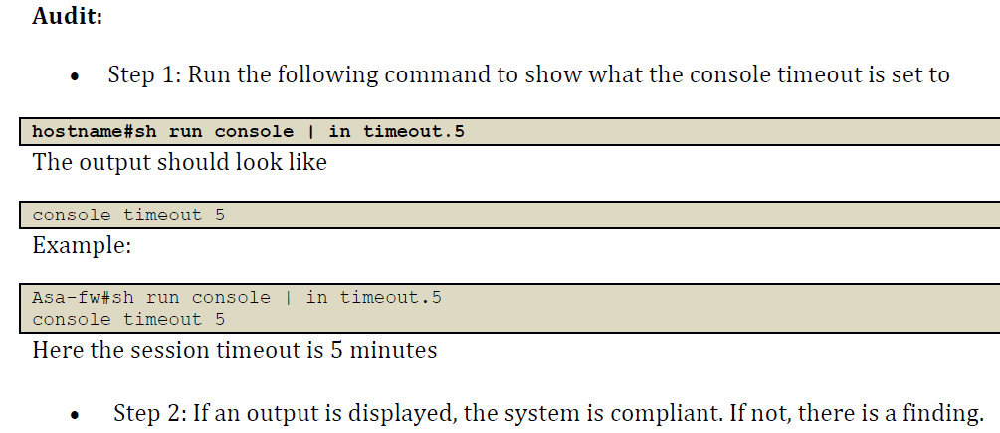 Audit:
• Step 1: Run the following command to show what the console timeout is set to
hostname#sh run console | in timeout.5
The output should look like
console timeout 5
Example:
Asa-fw#sh run console | in timeout.5
console timeout 5
Here the session timeout is 5 minutes
• Step 2: If an output is displayed, the system is compliant. If not, there is a finding.